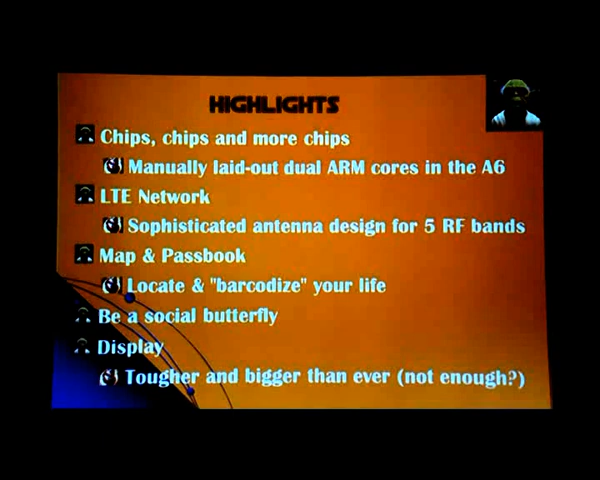 HIGHLIGHTS
Chips, chips and more chips
Manually laid-out dual ARM cores in the A6
LTE Network
Sophisticated antenna design for 5 RF bands
Map & Passbook
Locate & "barcodize" your life
Be a social butterfly
Display
Tougher and bigger than ever (not enough?)